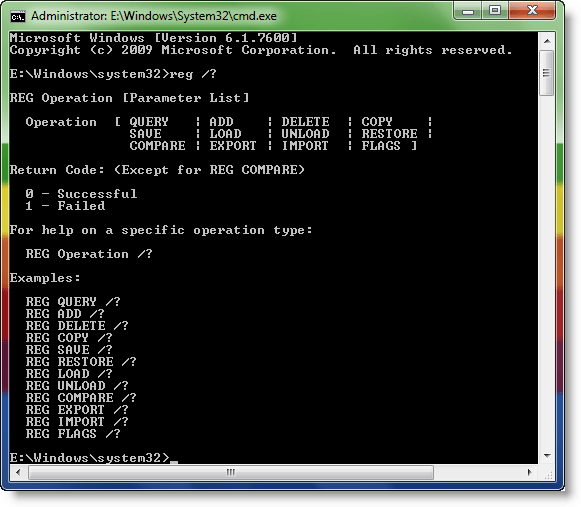 Administrator: E:\Windows\System32\cmd.exe
Microsoft Windows [Version 6.1.7600]
Copyright (c) 2009 Microsoft Corporation.  All rights reserved.
E:\Windows\system32>reg /?
REG Operation [Parameter List]
  Operation  [ QUERY   | ADD    | DELETE  | COPY    |
               SAVE    | LOAD   | UNLOAD  | RESTORE |
               COMPARE | EXPORT | IMPORT  | FLAGS ]
Return Code: (Except for REG COMPARE)
  0 - Successful
  1 - Failed
For help on a specific operation type:
  REG Operation /?
Examples:
  REG QUERY /?
  REG ADD /?
  REG DELETE /?
  REG COPY /?
  REG SAVE /?
  REG RESTORE /?
  REG LOAD /?
  REG UNLOAD /?
  REG COMPARE /?
  REG EXPORT /?
  REG IMPORT /?
  REG FLAGS /?
E:\Windows\system32>_